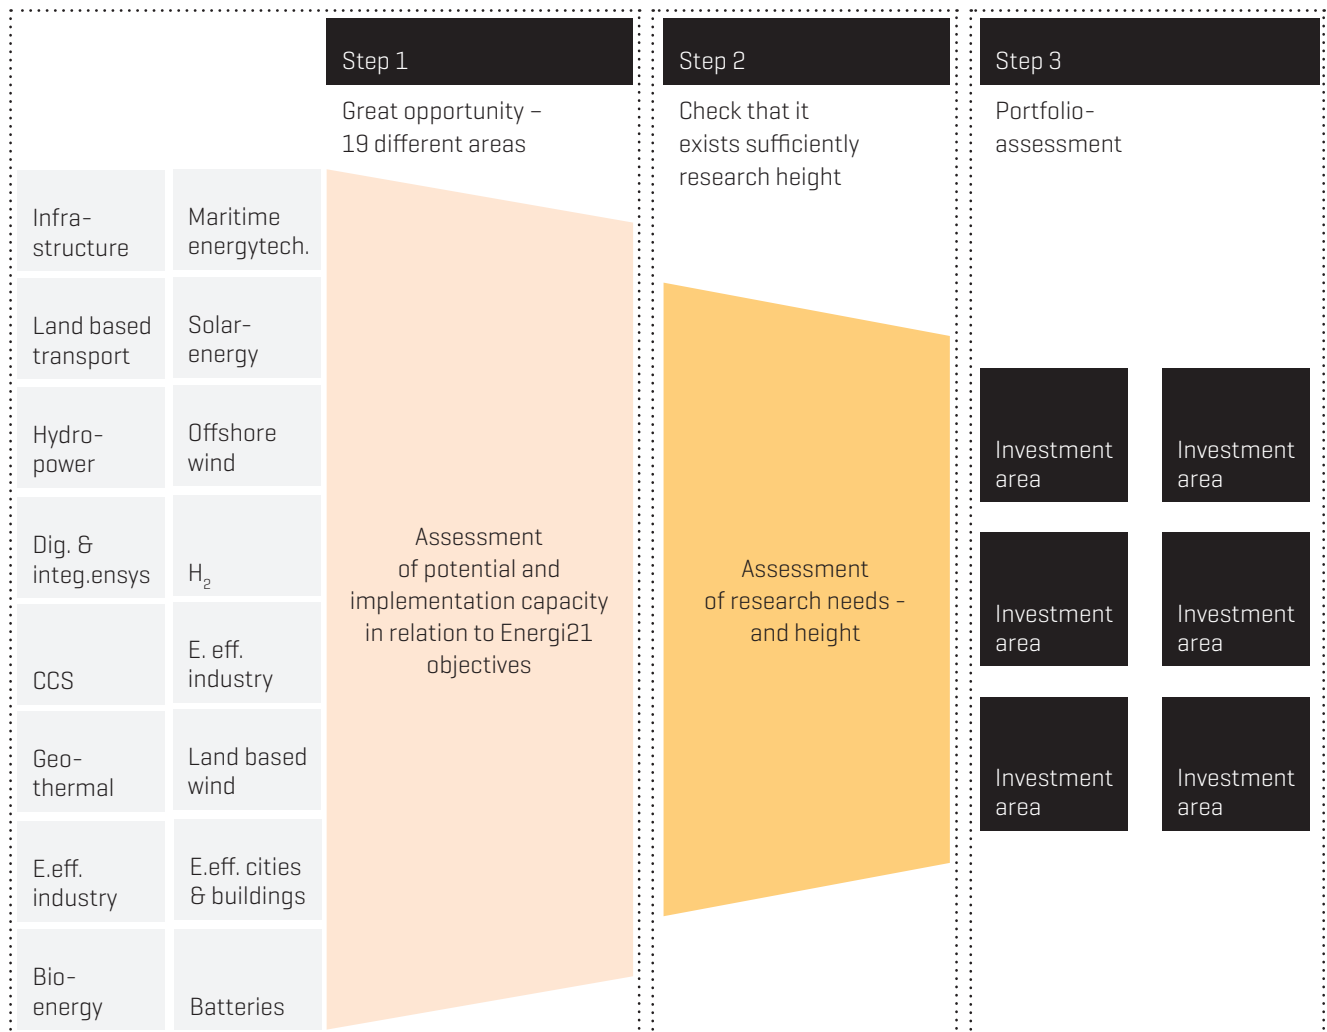 Step 1
Great opportunity –
19 different areas
Step 2
Check that it
exists sufficiently
research height
Step 3
Portfolio-
assessment
Infra-
structure
Maritime
energytech.
Land based
transport
Solar-
energy
Hydro-
power
Offshore
wind
Dig. &
integ.ensys
H₂
CCS
E. eff.
industry
Geo-
thermal
Land based
wind
E.eff.
industry
E.eff. cities
& buildings
Bio-
energy
Batteries
Assessment
of potential and
implementation capacity
in relation to Energi21
objectives
Assessment
of research needs -
and height
Investment
area
Investment
area
Investment
area
Investment
area
Investment
area
Investment
area